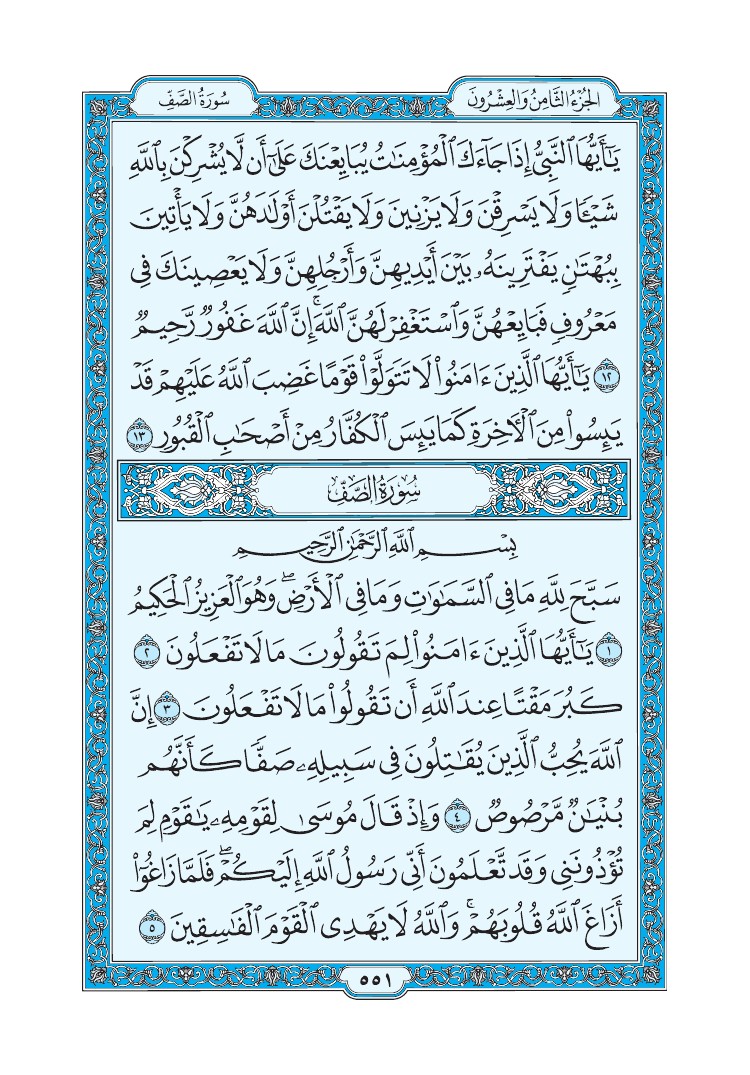 الجُزْءُ الثَّامِنُ وَالعِشْرُونَ
سُورَةُ الصَّفِّ
يَٰٓأَيُّهَا ٱلنَّبِيُّ إِذَا جَآءَكَ ٱلْمُؤْمِنَٰتُ يُبَايِعْنَكَ عَلَىٰٓ أَن لَّا يُشْرِكْنَ بِٱللَّهِ
شَيْـًٔا وَلَا يَسْرِقْنَ وَلَا يَزْنِينَ وَلَا يَقْتُلْنَ أَوْلَٰدَهُنَّ وَلَا يَأْتِينَ
بِبُهْتَٰنٍ يَفْتَرِينَهُۥ بَيْنَ أَيْدِيهِنَّ وَأَرْجُلِهِنَّ وَلَا يَعْصِينَكَ فِى
مَعْرُوفٍ فَبَايِعْهُنَّ وَٱسْتَغْفِرْ لَهُنَّ ٱللَّهَ ۚ إِنَّ ٱللَّهَ غَفُورٌ رَّحِيمٌ
١٢ يَٰٓأَيُّهَا ٱلَّذِينَ ءَامَنُوا۟ لَا تَتَوَلَّوْا۟ قَوْمًا غَضِبَ ٱللَّهُ عَلَيْهِمْ قَدْ
يَئِسُوا۟ مِنَ ٱلْءَاخِرَةِ كَمَا يَئِسَ ٱلْكُفَّارُ مِنْ أَصْحَٰبِ ٱلْقُبُورِ ١٣
سُورَةُ الصَّفِّ
بِسْمِ ٱللَّهِ ٱلرَّحْمَٰنِ ٱلرَّحِيمِ
سَبَّحَ لِلَّهِ مَا فِى ٱلسَّمَٰوَٰتِ وَمَا فِى ٱلْأَرْضِ ۖ وَهُوَ ٱلْعَزِيزُ ٱلْحَكِيمُ
١ يَٰٓأَيُّهَا ٱلَّذِينَ ءَامَنُوا۟ لِمَ تَقُولُونَ مَا لَا تَفْعَلُونَ ٢
كَبُرَ مَقْتًا عِندَ ٱللَّهِ أَن تَقُولُوا۟ مَا لَا تَفْعَلُونَ ٣ إِنَّ
ٱللَّهَ يُحِبُّ ٱلَّذِينَ يُقَٰتِلُونَ فِى سَبِيلِهِۦ صَفًّا كَأَنَّهُم
بُنْيَٰنٌ مَّرْصُوصٌ ٤ وَإِذْ قَالَ مُوسَىٰ لِقَوْمِهِۦ يَٰقَوْمِ لِمَ
تُؤْذُونَنِى وَقَد تَّعْلَمُونَ أَنِّى رَسُولُ ٱللَّهِ إِلَيْكُمْ ۖ فَلَمَّا زَاغُوٓا۟
أَزَاغَ ٱللَّهُ قُلُوبَهُمْ ۚ وَٱللَّهُ لَا يَهْدِى ٱلْقَوْمَ ٱلْفَٰسِقِينَ ٥
٥٥١